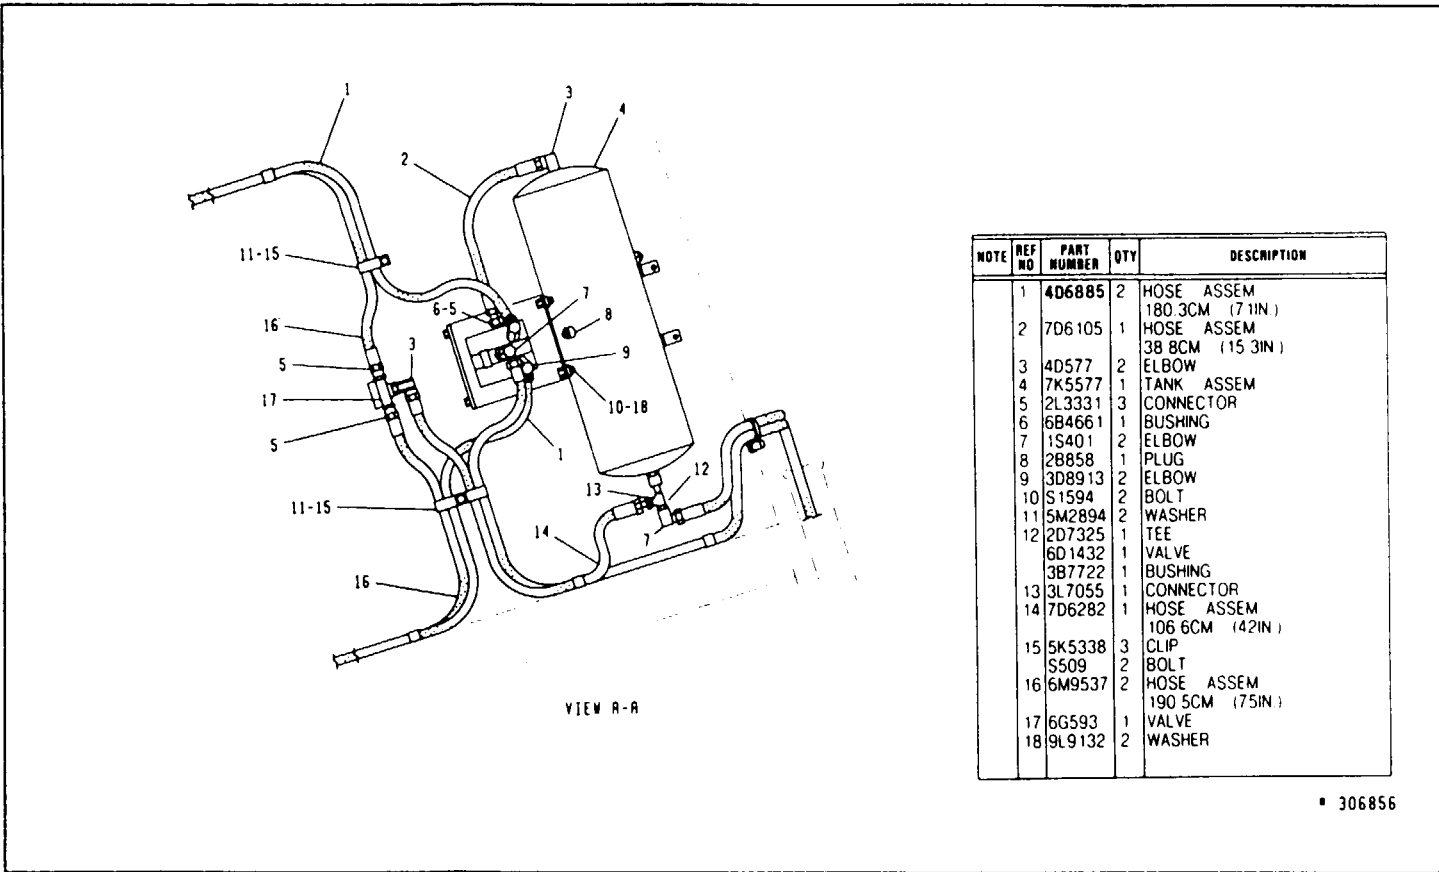 1
3
4
2
11-15
7
6-5
8
16
3
9
5
17
10-18
5
1
12
13
11-15
14
7
16
VIEW A-A
NOTE REF NO PART NUMBER QTY DESCRIPTION
1 4D6885 2 HOSE ASSEM
180.3CM (71IN.)
2 7D6105 1 HOSE ASSEM
38 8CM (15 3IN)
3 4D577 2 ELBOW
4 7K5577 1 TANK ASSEM
5 2L3331 3 CONNECTOR
6 6B4661 1 BUSHING
7 1S401 2 ELBOW
8 2B858 1 PLUG
9 3D8913 2 ELBOW
10 S1594 2 BOLT
11 5M2894 2 WASHER
12 2D7325 1 TEE
6D1432 1 VALVE
3B7722 1 BUSHING
13 3L7055 1 CONNECTOR
14 7D6282 1 HOSE ASSEM
106 6CM (42IN)
15 5K5338 3 CLIP
S509 2 BOLT
16 6M9537 2 HOSE ASSEM
190 5CM (75IN.)
17 6G593 1 VALVE
18 9L9132 2 WASHER
306856